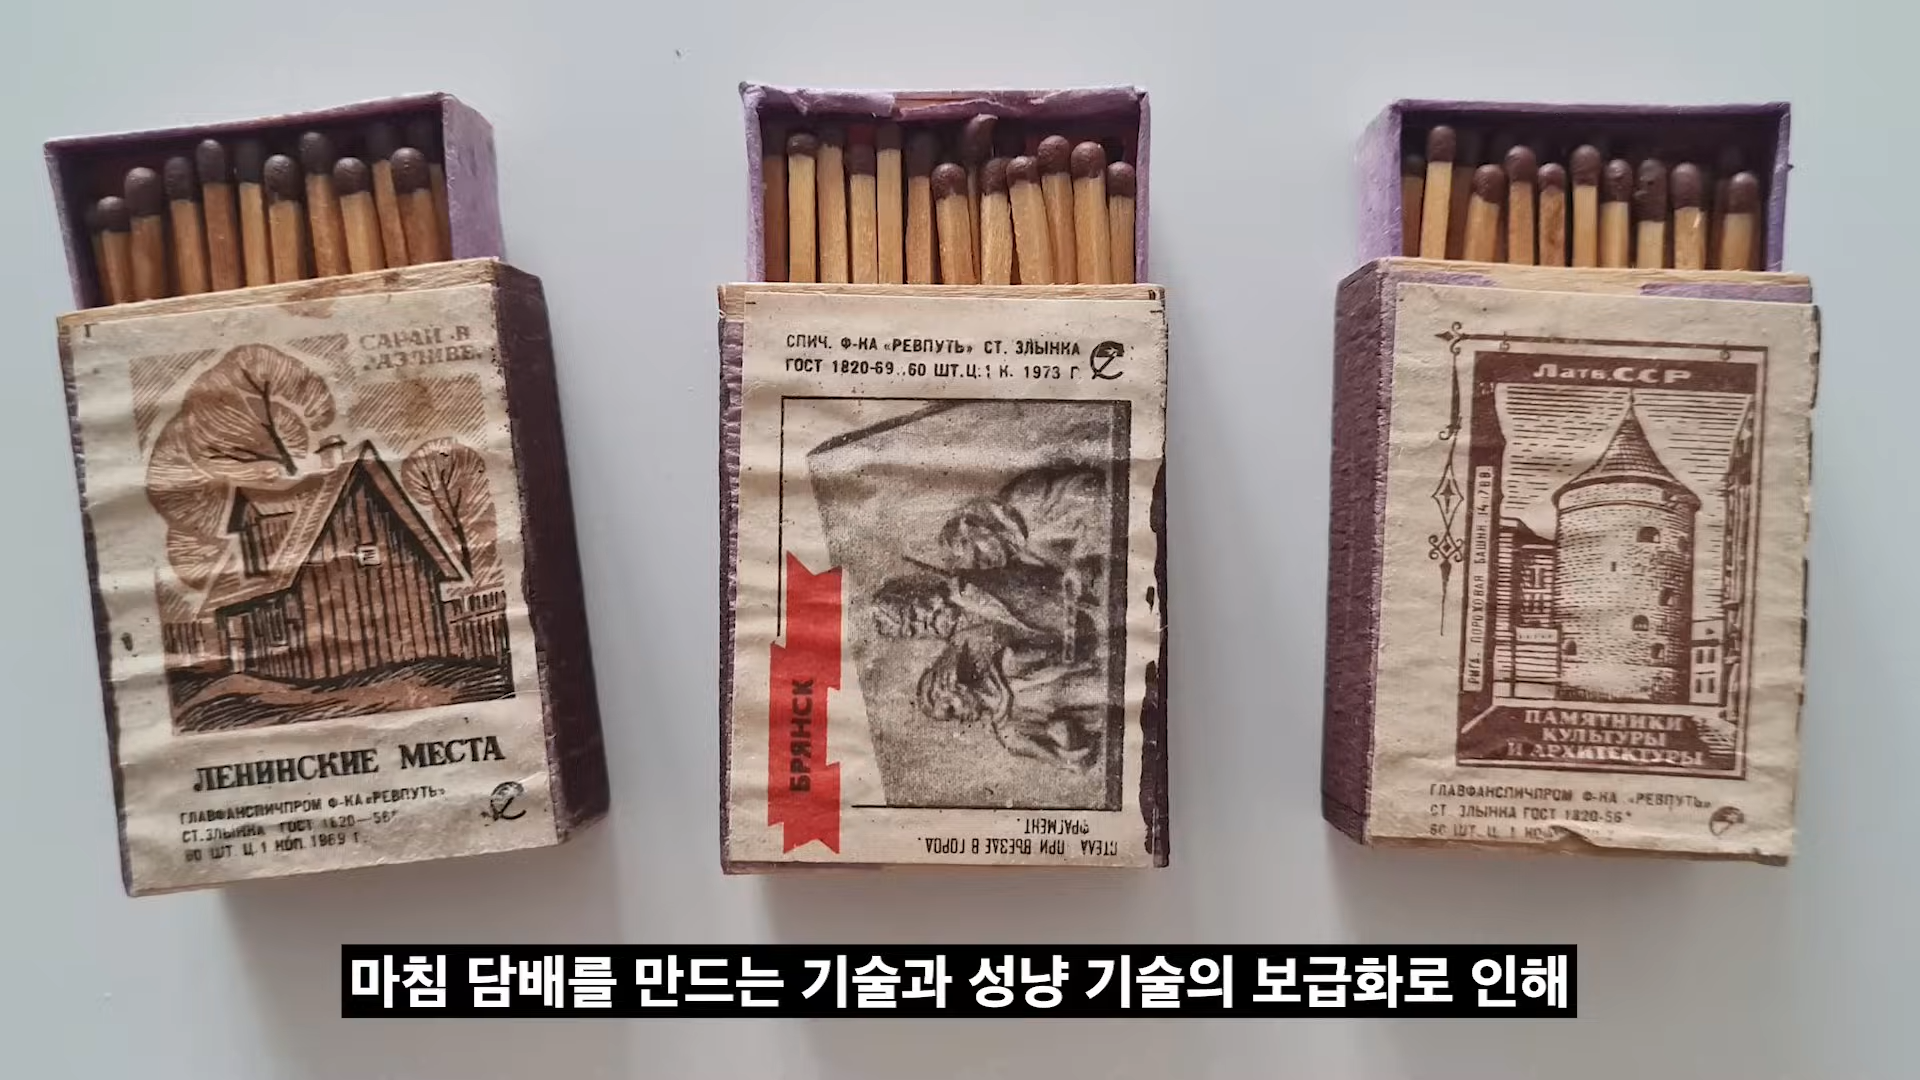 САРАЙ В
РАЗЛИВЕ.
ЛЕНИНСКИЕ МЕСТА
ГЛАВФАНСПИЧПРОМ Ф-КА «РЕВПУТЬ»
СТ. ЗЛЫНКА ГОСТ 1820—56*
60 ШТ. Ц. 1 КОП. 1969 Г.
СПИЧ. Ф-КА «РЕВПУТЬ» СТ. ЗЛЫНКА
ГОСТ 1820-69. 60 ШТ. Ц. 1 К. 1973 Г.
БРЯНСК
СТЕЛА ПРИ ВЪЕЗДЕ В ГОРОД.
ФРАГМЕНТ.
Латв. ССР
РИГА. ПОРОХОВАЯ БАШНЯ. 14-
ПАМЯТНИКИ
КУЛЬТУРЫ
И АРХИТЕКТУРЫ
ГЛАВФАНСПИЧПРОМ Ф-КА «РЕВПУТЬ»
СТ. ЗЛЫНКА ГОСТ 1820-56*
60 ШТ. Ц. 1
마침 담배를 만드는 기술과 성냥 기술의 보급화로 인해